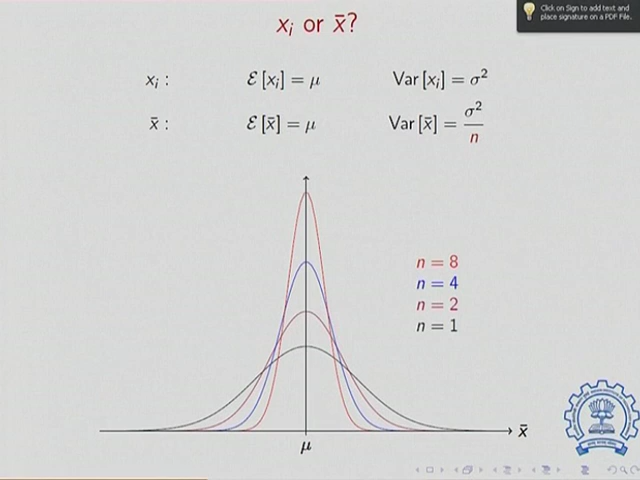 Click on Sign to add text and
place signature on a PDF File.
xᵢ or x̄?
xᵢ : ℰ [xᵢ] = μ Var [xᵢ] = σ²
x̄ : ℰ [x̄] = μ Var [x̄] = σ²/n
n = 8
n = 4
n = 2
n = 1
x̄
μ